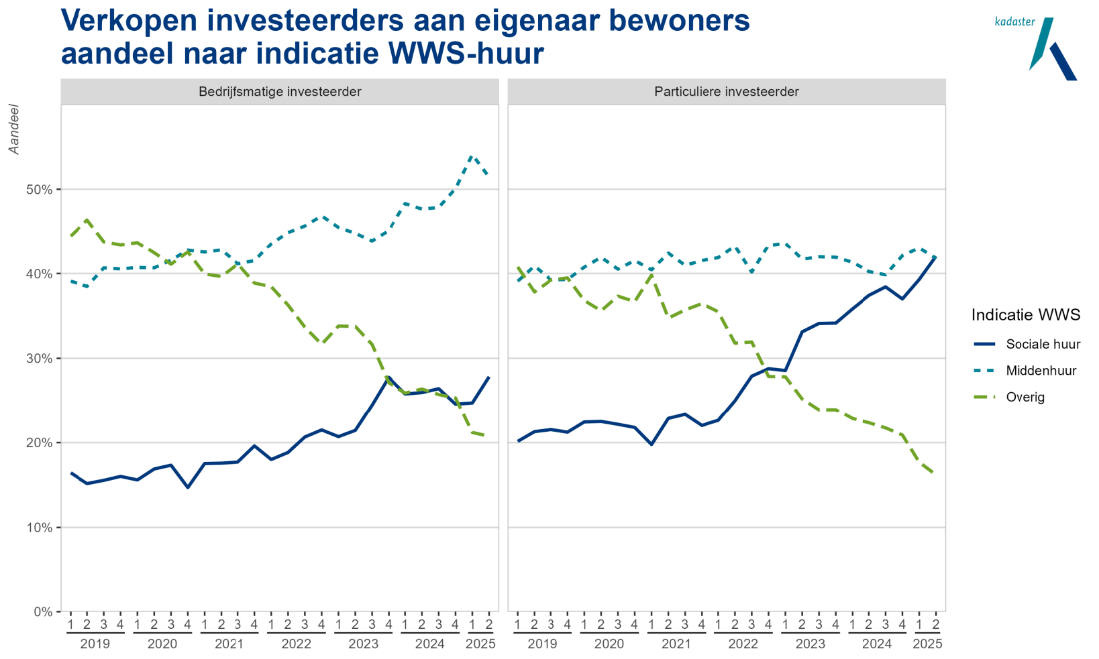 Verkopen investeerders aan eigenaar bewoners
aandeel naar indicatie WWS-huur
kadaster
Bedrijfsmatige investeerder
Particuliere investeerder
Aandeel
50%
40%
30%
20%
10%
0%
1 2 3 4 1 2 3 4 1 2 3 4 1 2 3 4 1 2 3 4 1 2 3 4 1 2
2019 2020 2021 2022 2023 2024 2025
1 2 3 4 1 2 3 4 1 2 3 4 1 2 3 4 1 2 3 4 1 2 3 4 1 2
2019 2020 2021 2022 2023 2024 2025
Indicatie WWS
Sociale huur
Middenhuur
Overig